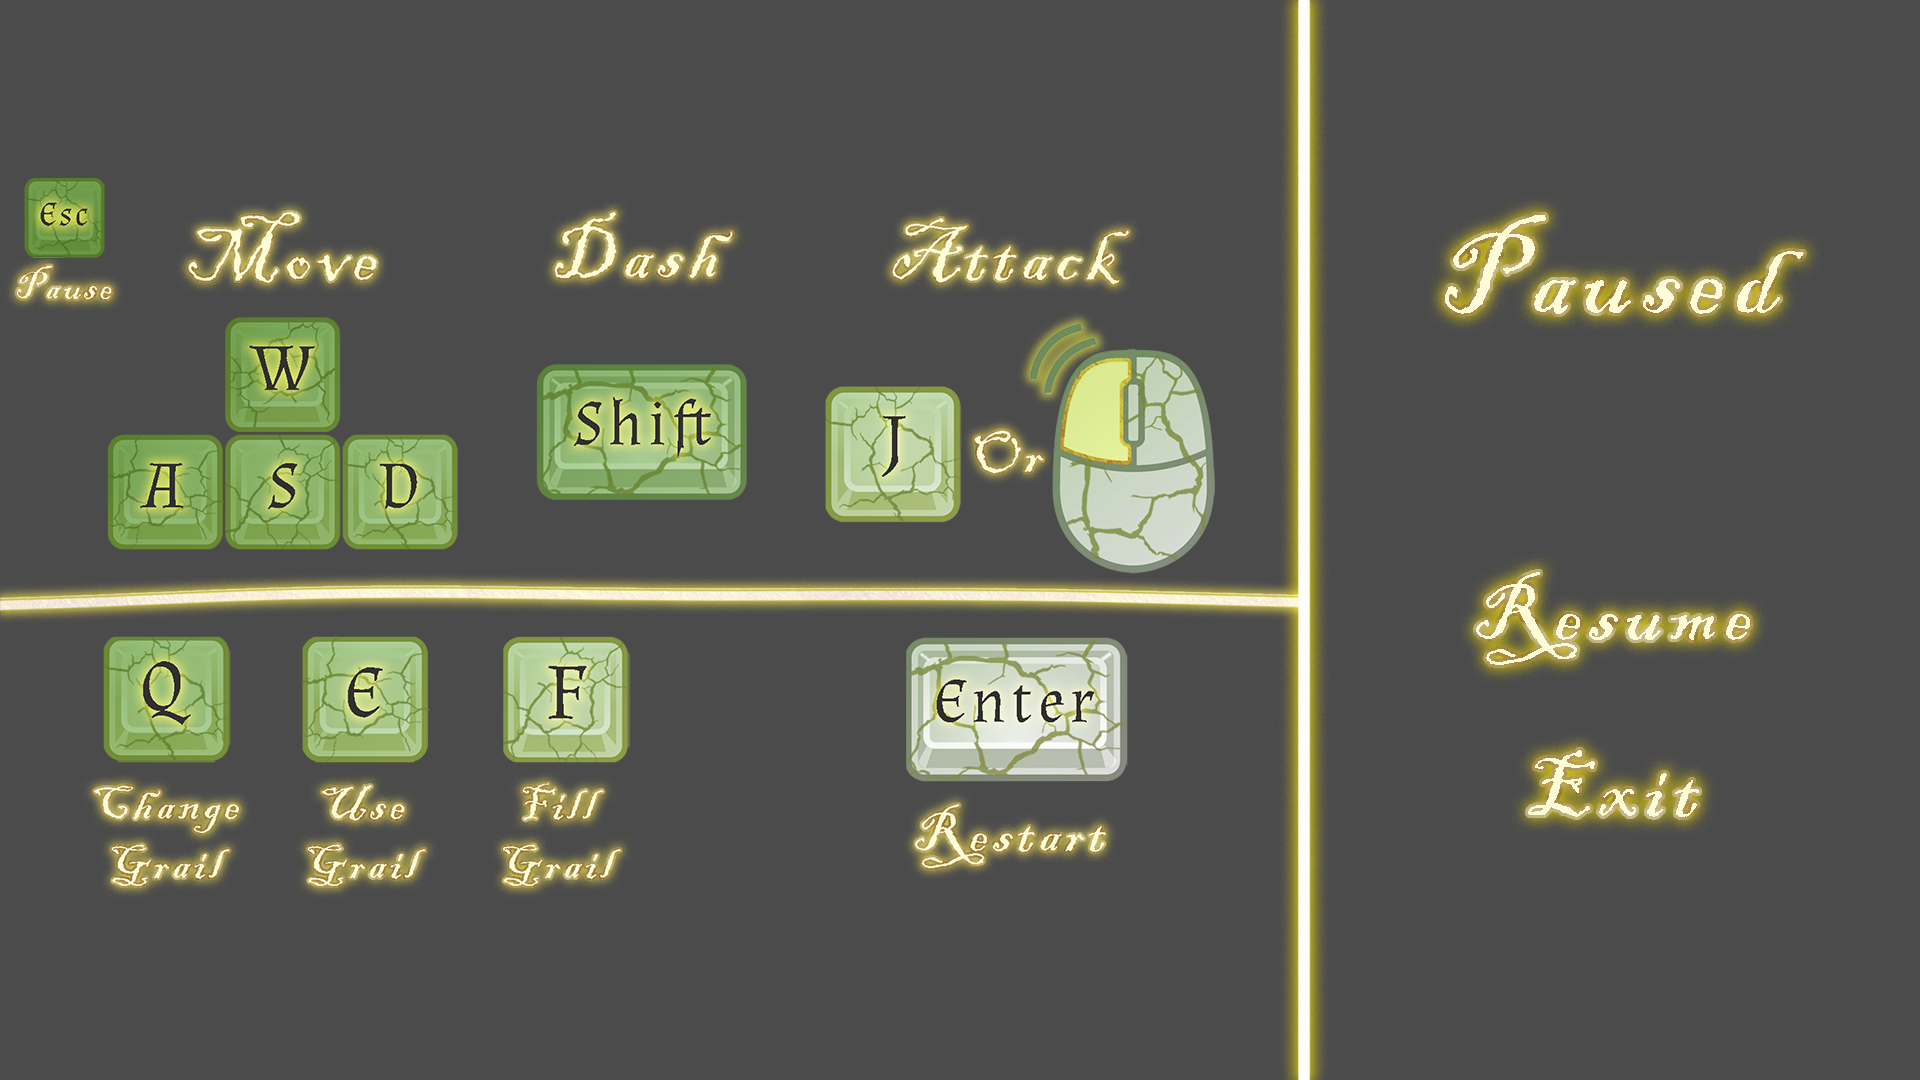 Esc
Pause
Move
W
A S D
Dash
Shift
Attack
J Or
Q
Change
Grail
E
Use
Grail
F
Fill
Grail
Enter
Restart
Paused
Resume
Exit